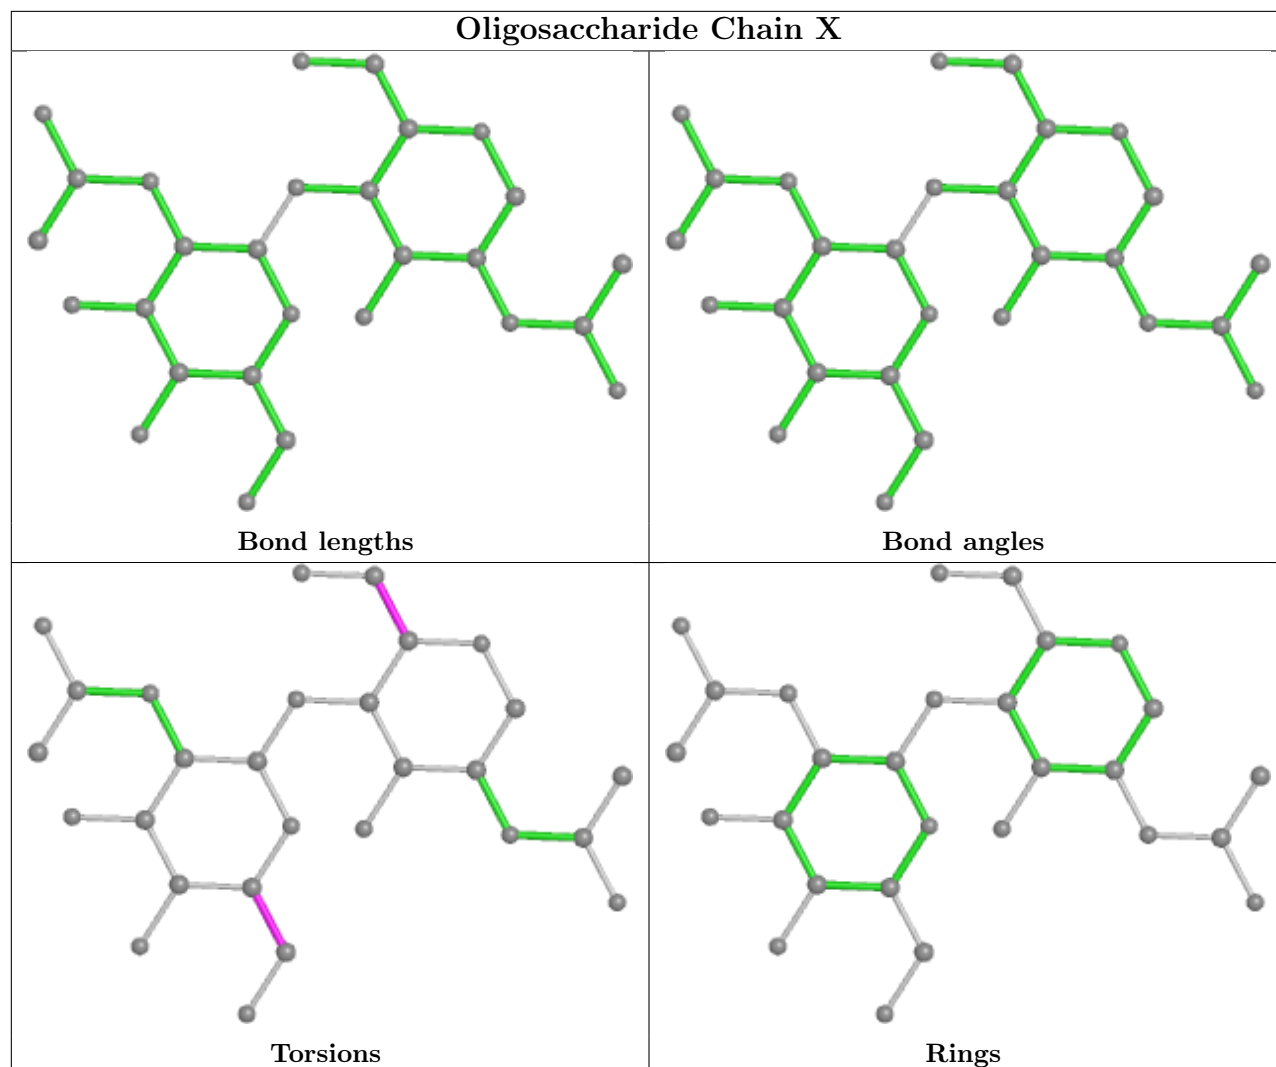 Oligosaccharide Chain X
Bond lengths
Bond angles
Torsions
Rings